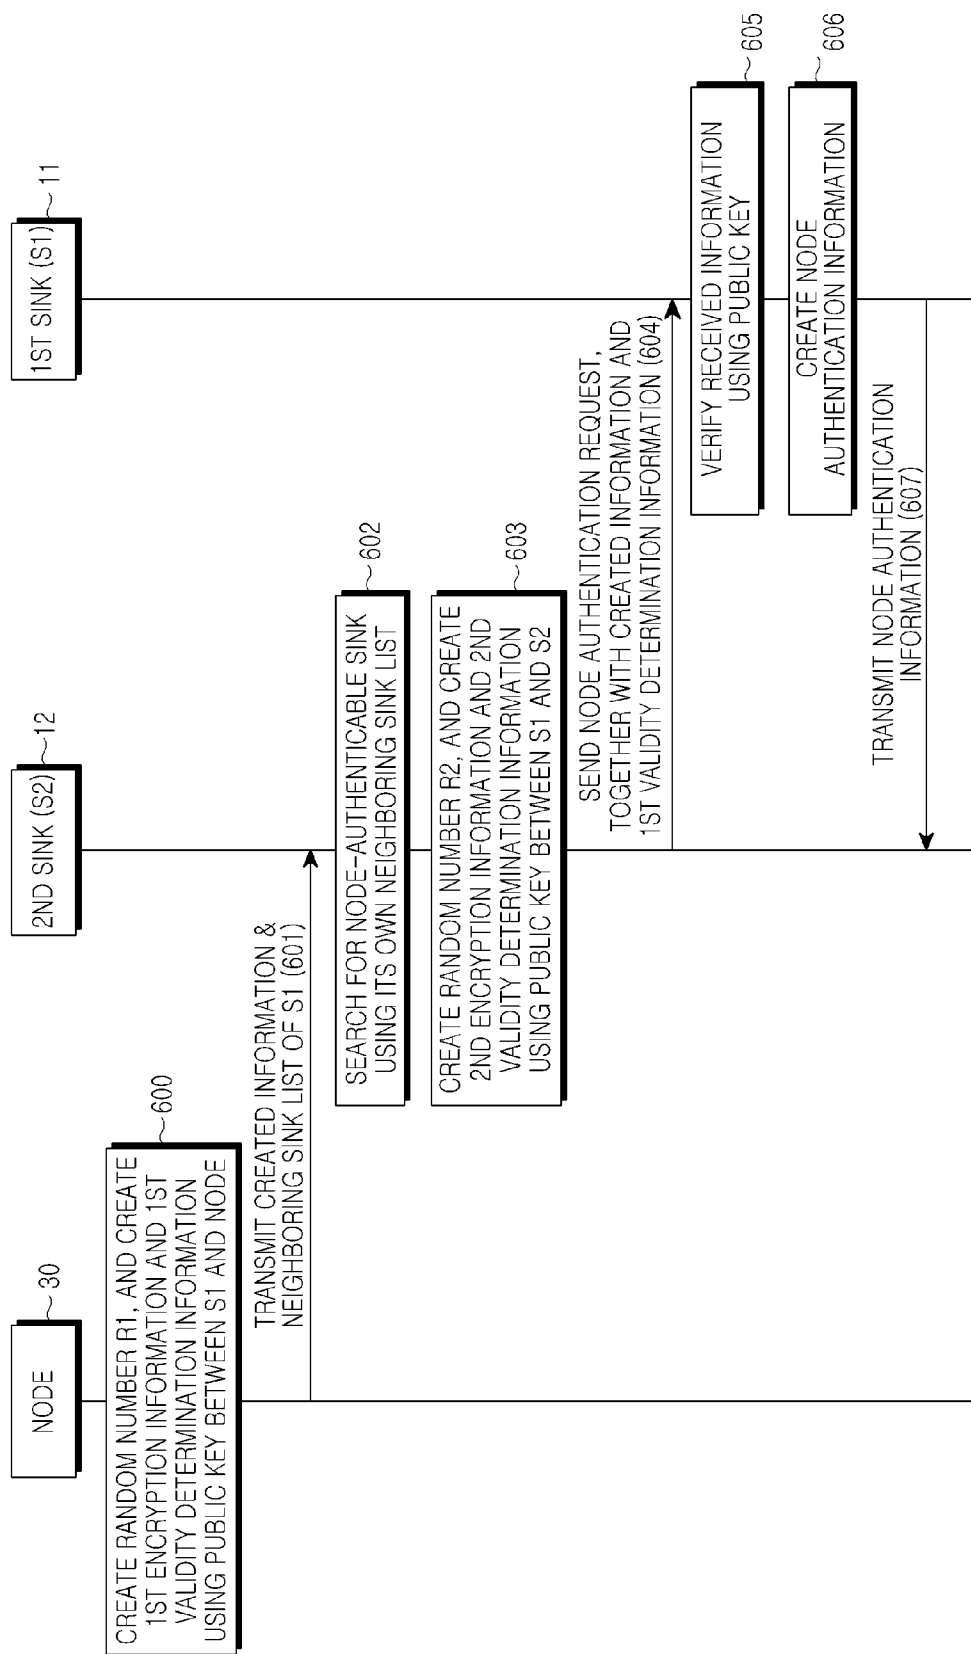 NODE
30
2ND SINK (S2)
12
1ST SINK (S1)
11
CREATE RANDOM NUMBER R1, AND CREATE
1ST ENCRYPTION INFORMATION AND 1ST
VALIDITY DETERMINATION INFORMATION
USING PUBLIC KEY BETWEEN S1 AND NODE
600
TRANSMIT CREATED INFORMATION &
NEIGHBORING SINK LIST OF S1 (601)
SEARCH FOR NODE-AUTHENTICABLE SINK
USING ITS OWN NEIGHBORING SINK LIST
602
CREATE RANDOM NUMBER R2, AND CREATE
2ND ENCRYPTION INFORMATION AND 2ND
VALIDITY DETERMINATION INFORMATION
USING PUBLIC KEY BETWEEN S1 AND S2
603
SEND NODE AUTHENTICATION REQUEST,
TOGETHER WITH CREATED INFORMATION AND
1ST VALIDITY DETERMINATION INFORMATION (604)
VERIFY RECEIVED INFORMATION
USING PUBLIC KEY
605
CREATE NODE
AUTHENTICATION INFORMATION
606
TRANSMIT NODE AUTHENTICATION
INFORMATION (607)